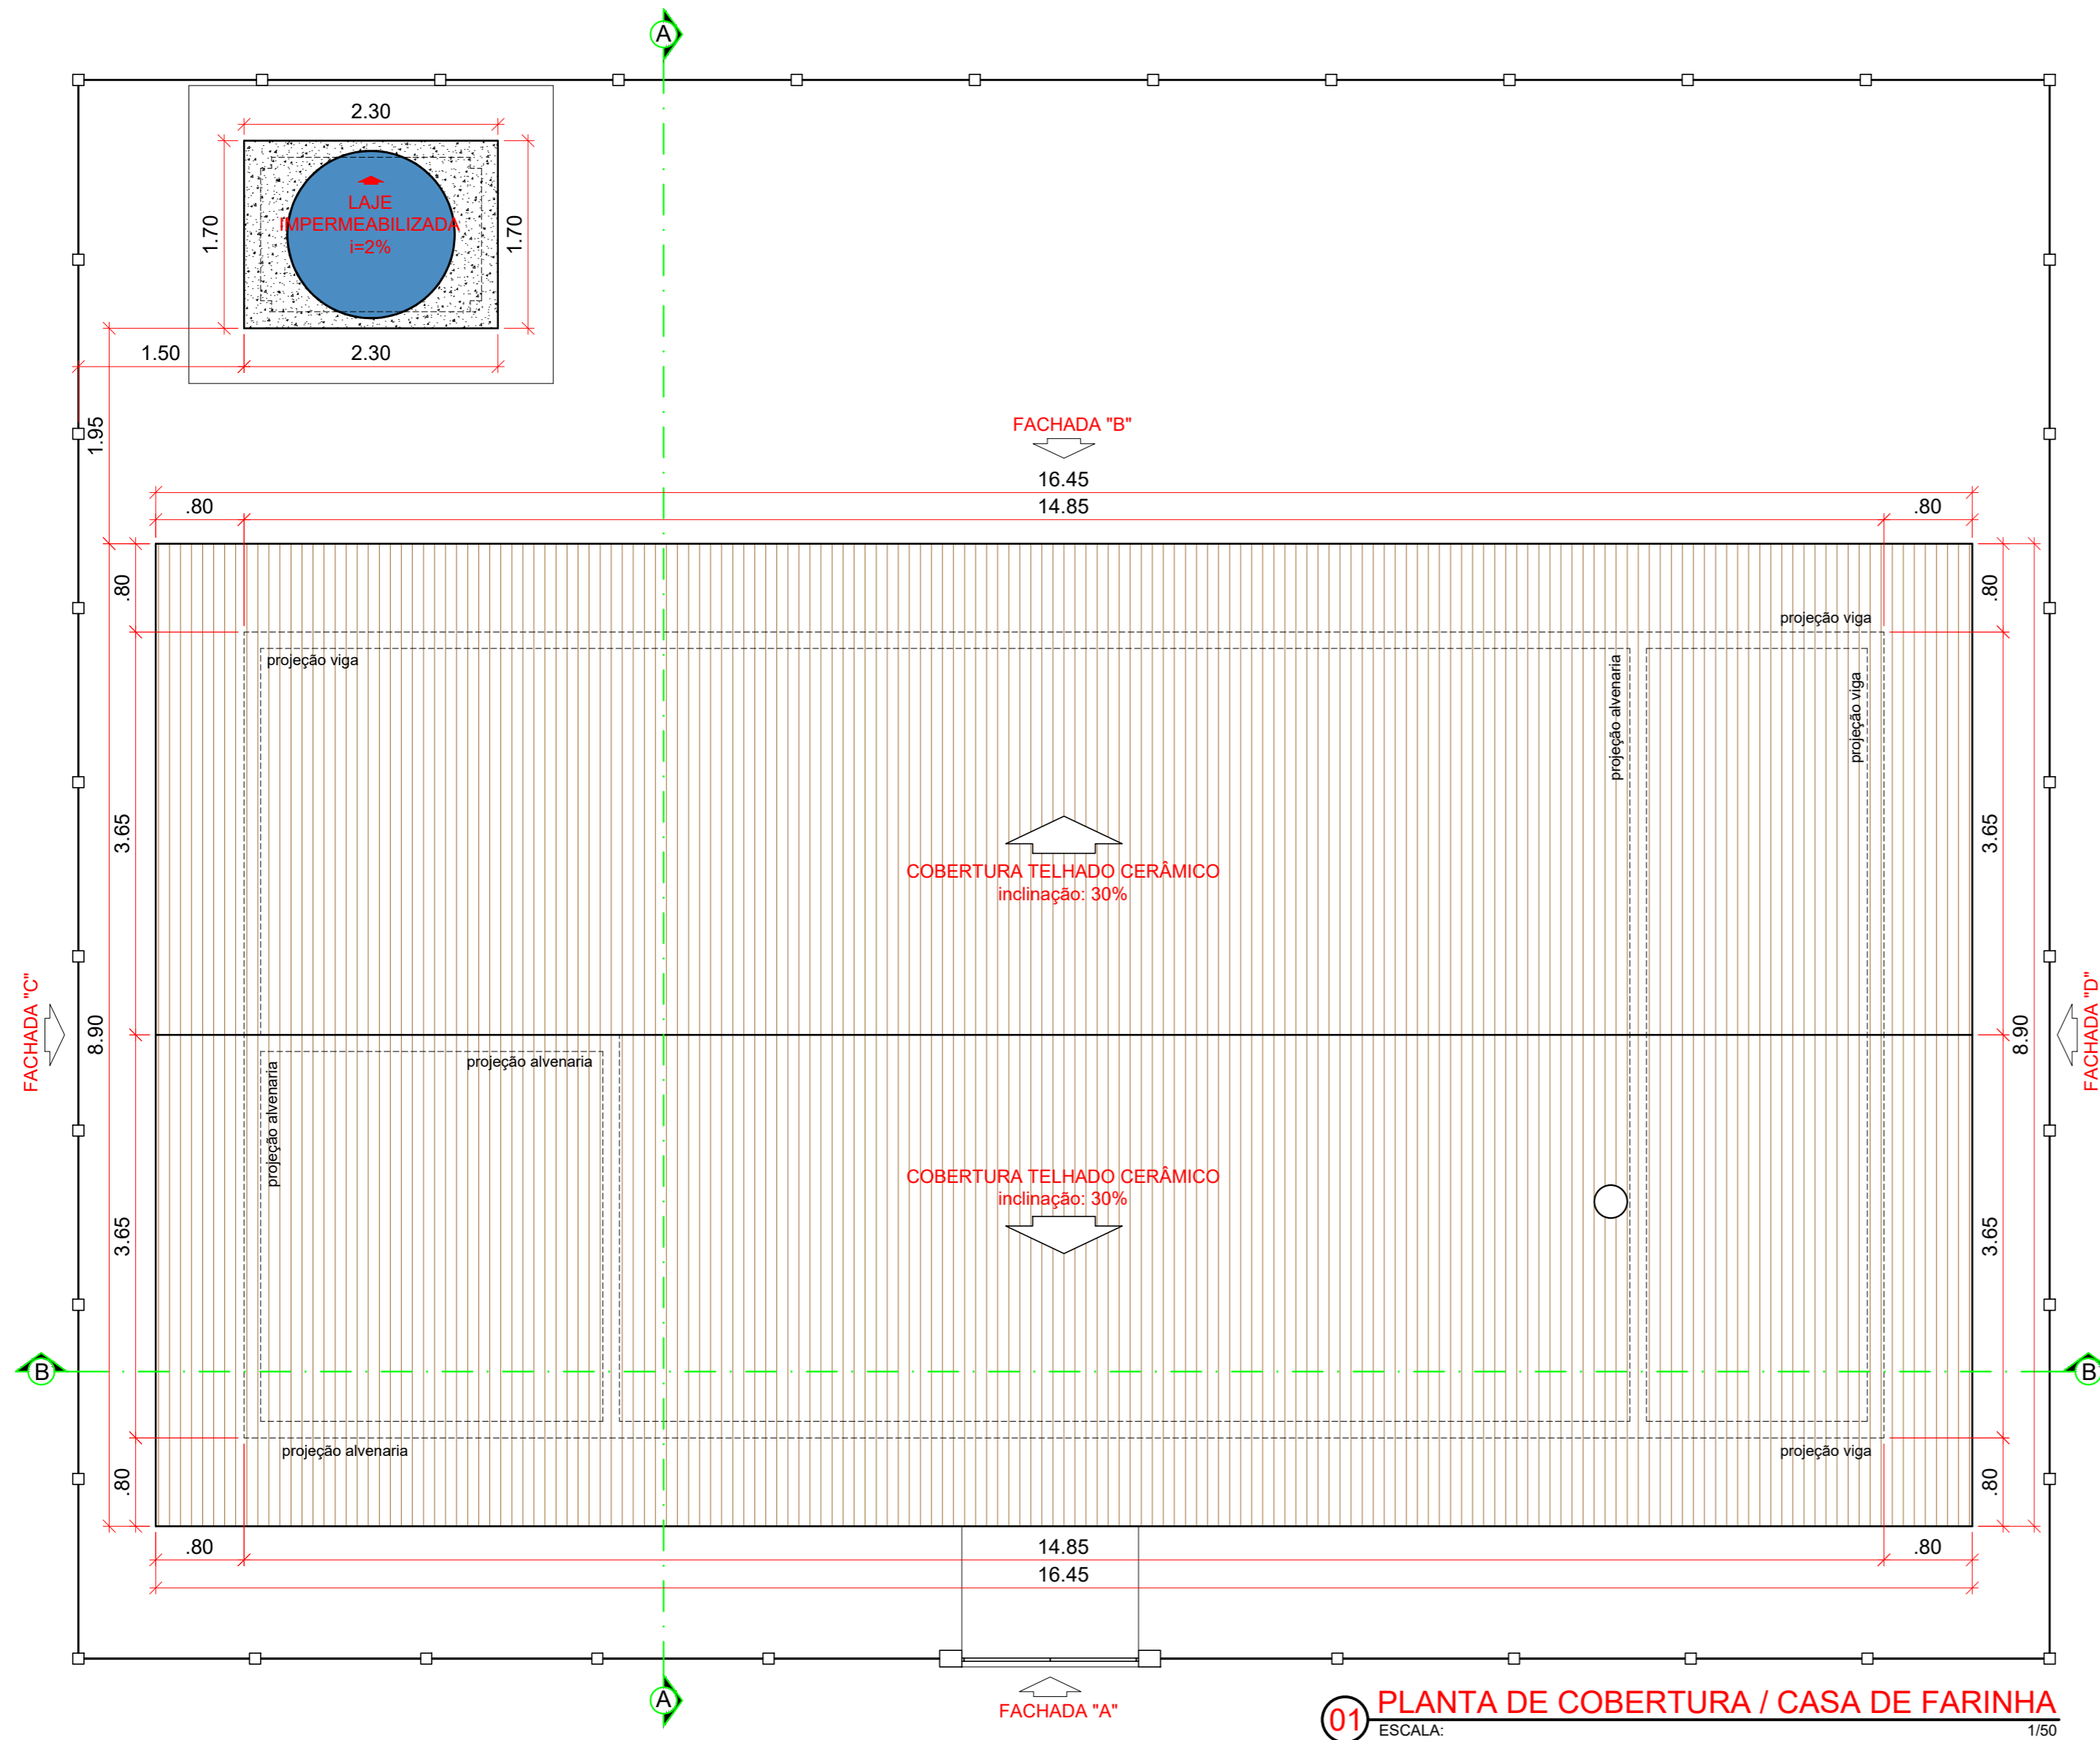 A
2.30
1.70
1.70
LAJE
IMPERMEABILIZADA
i=2%
1.50
2.30
1.95
FACHADA "B"
16.45
.80
14.85
.80
.80
.80
projeção viga
projeção viga
projeção alvenaria
projeção viga
3.65
3.65
COBERTURA TELHADO CERÂMICO
inclinação: 30%
FACHADA "C"
8.90
8.90
FACHADA "D"
projeção alvenaria
projeção alvenaria
COBERTURA TELHADO CERÂMICO
inclinação: 30%
3.65
3.65
B
B
projeção alvenaria
projeção viga
.80
.80
.80
14.85
.80
16.45
A
FACHADA "A"
01
PLANTA DE COBERTURA / CASA DE FARINHA
ESCALA:
1/50